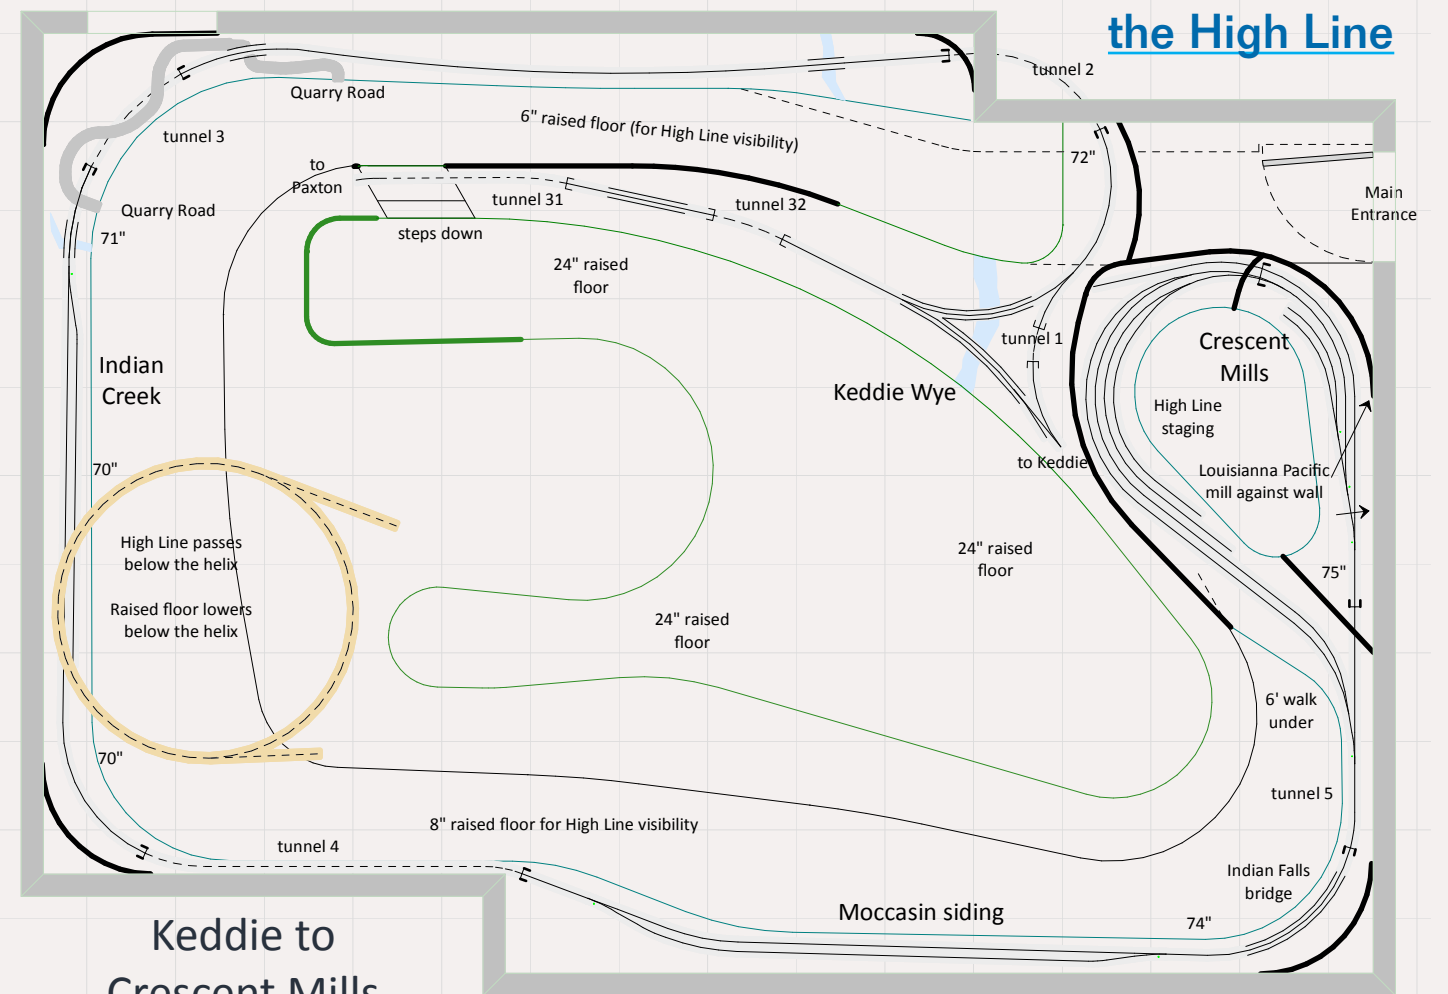 the High Line
tunnel 2
Quarry Road
6" raised floor (for High Line visibility)
tunnel 3
72"
to
Paxton
Main
Entrance
tunnel 31
tunnel 32
Quarry Road
steps down
71"
24" raised
floor
tunnel 1
Crescent
Mills
Indian
Creek
Keddie Wye
High Line
staging
to Keddie
70"
Louisianna Pacific
mill against wall
High Line passes
below the helix
24" raised
floor
75"
Raised floor lowers
below the helix
24" raised
floor
6' walk
under
70"
tunnel 5
8" raised floor for High Line visibility
tunnel 4
Indian Falls
bridge
Moccasin siding
74"
Keddie to
Crescent Mills